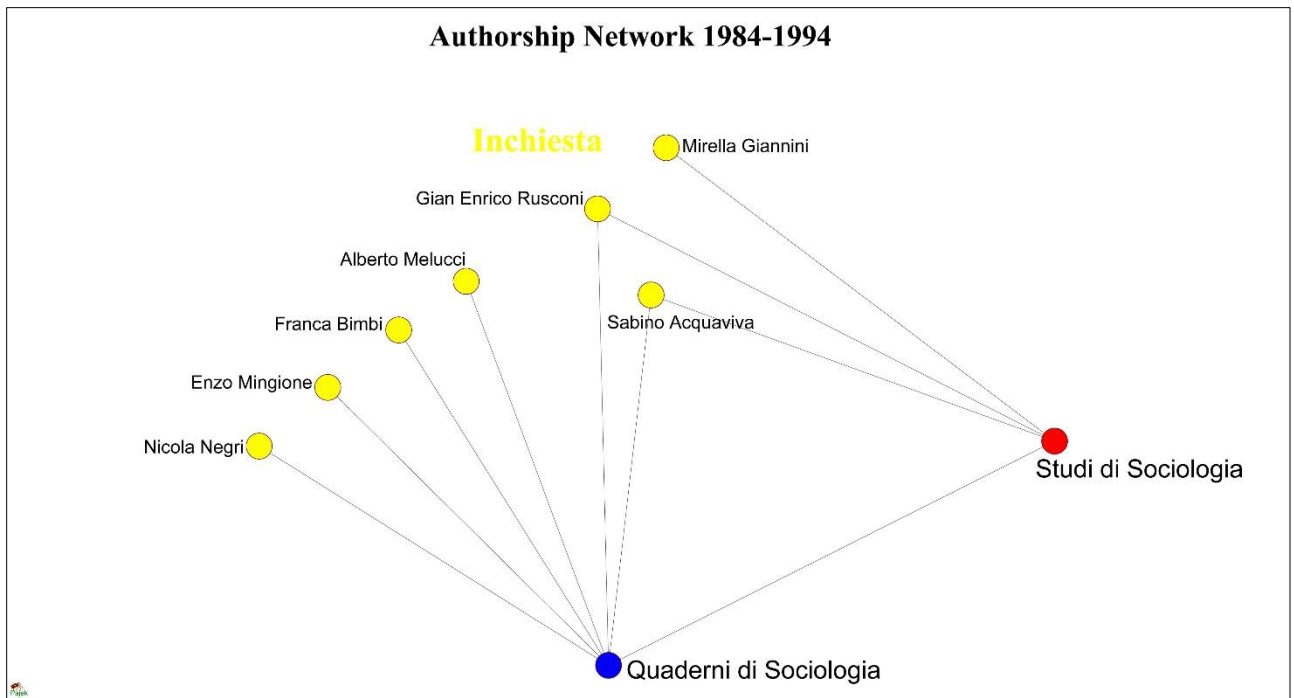 Authorship Network 1984-1994
Inchiesta
Mirella Giannini
Gian Enrico Rusconi
Alberto Melucci
Sabino Acquaviva
Franca Bimbi
Enzo Mingione
Nicola Negri
Studi di Sociologia
Quaderni di Sociologia
Pajek